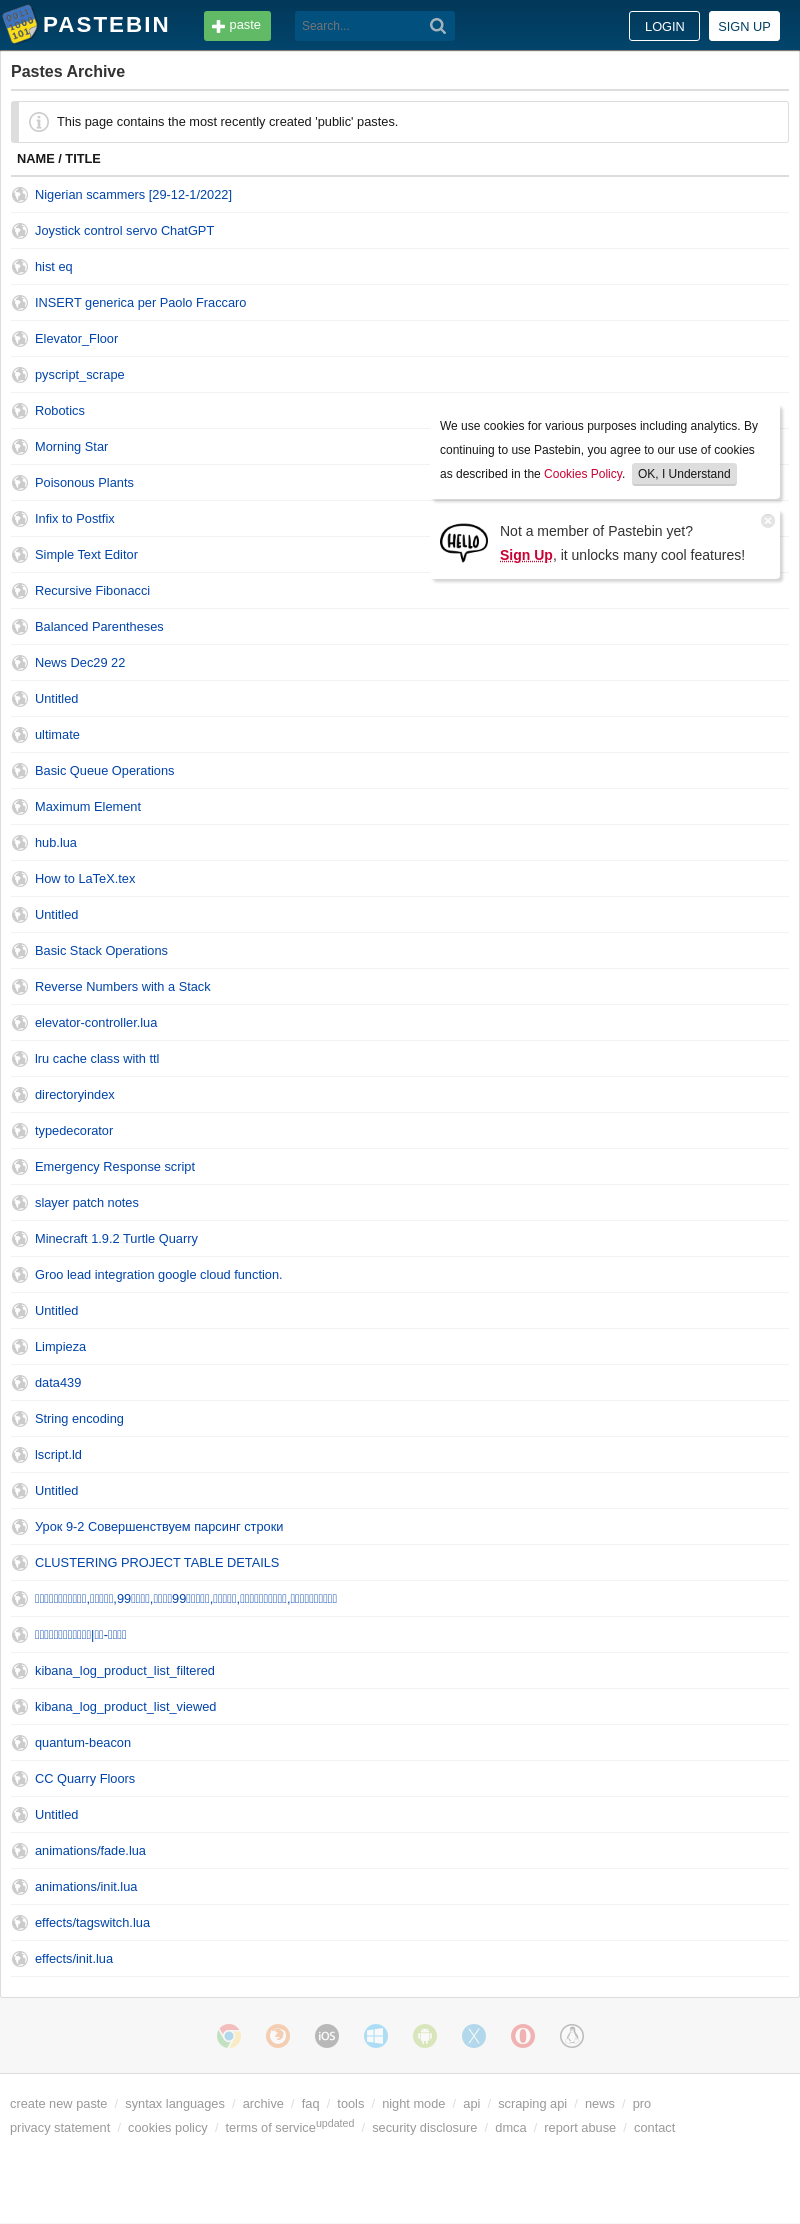 PASTEBIN
paste
Search...
LOGIN
SIGN UP
Pastes Archive
This page contains the most recently created 'public' pastes.
NAME / TITLE
Nigerian scammers [29-12-1/2022]
Joystick control servo ChatGPT
hist eq
INSERT generica per Paolo Fraccaro
Elevator_Floor
pyscript_scrape
Robotics
Morning Star
Poisonous Plants
Infix to Postfix
Simple Text Editor
Recursive Fibonacci
Balanced Parentheses
News Dec29 22
Untitled
ultimate
Basic Queue Operations
Maximum Element
hub.lua
How to LaTeX.tex
Untitled
Basic Stack Operations
Reverse Numbers with a Stack
elevator-controller.lua
lru cache class with ttl
directoryindex
typedecorator
Emergency Response script
slayer patch notes
Minecraft 1.9.2 Turtle Quarry
Groo lead integration google cloud function.
Untitled
Limpieza
data439
String encoding
lscript.ld
Untitled
Урок 9-2 Совершенствуем парсинг строки
CLUSTERING PROJECT TABLE DETAILS
kibana_log_product_list_filtered
kibana_log_product_list_viewed
quantum-beacon
CC Quarry Floors
Untitled
animations/fade.lua
animations/init.lua
effects/tagswitch.lua
effects/init.lua
We use cookies for various purposes including analytics. By
continuing to use Pastebin, you agree to our use of cookies
as described in the Cookies Policy. OK, I Understand
HELLO
Not a member of Pastebin yet?
Sign Up, it unlocks many cool features!
iOS
create new paste / syntax languages / archive / faq / tools / night mode / api / scraping api / news / pro
privacy statement / cookies policy / terms of serviceupdated / security disclosure / dmca / report abuse / contact